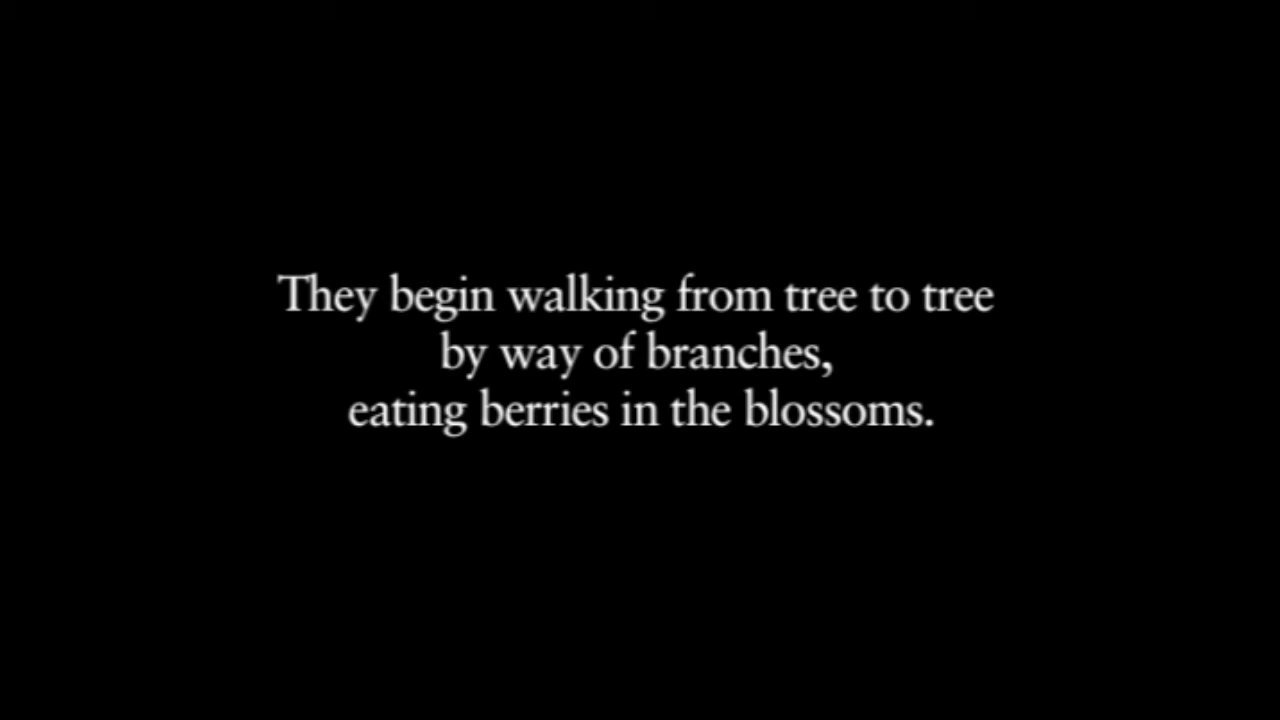 They begin walking from tree to tree
by way of branches,
eating berries in the blossoms.